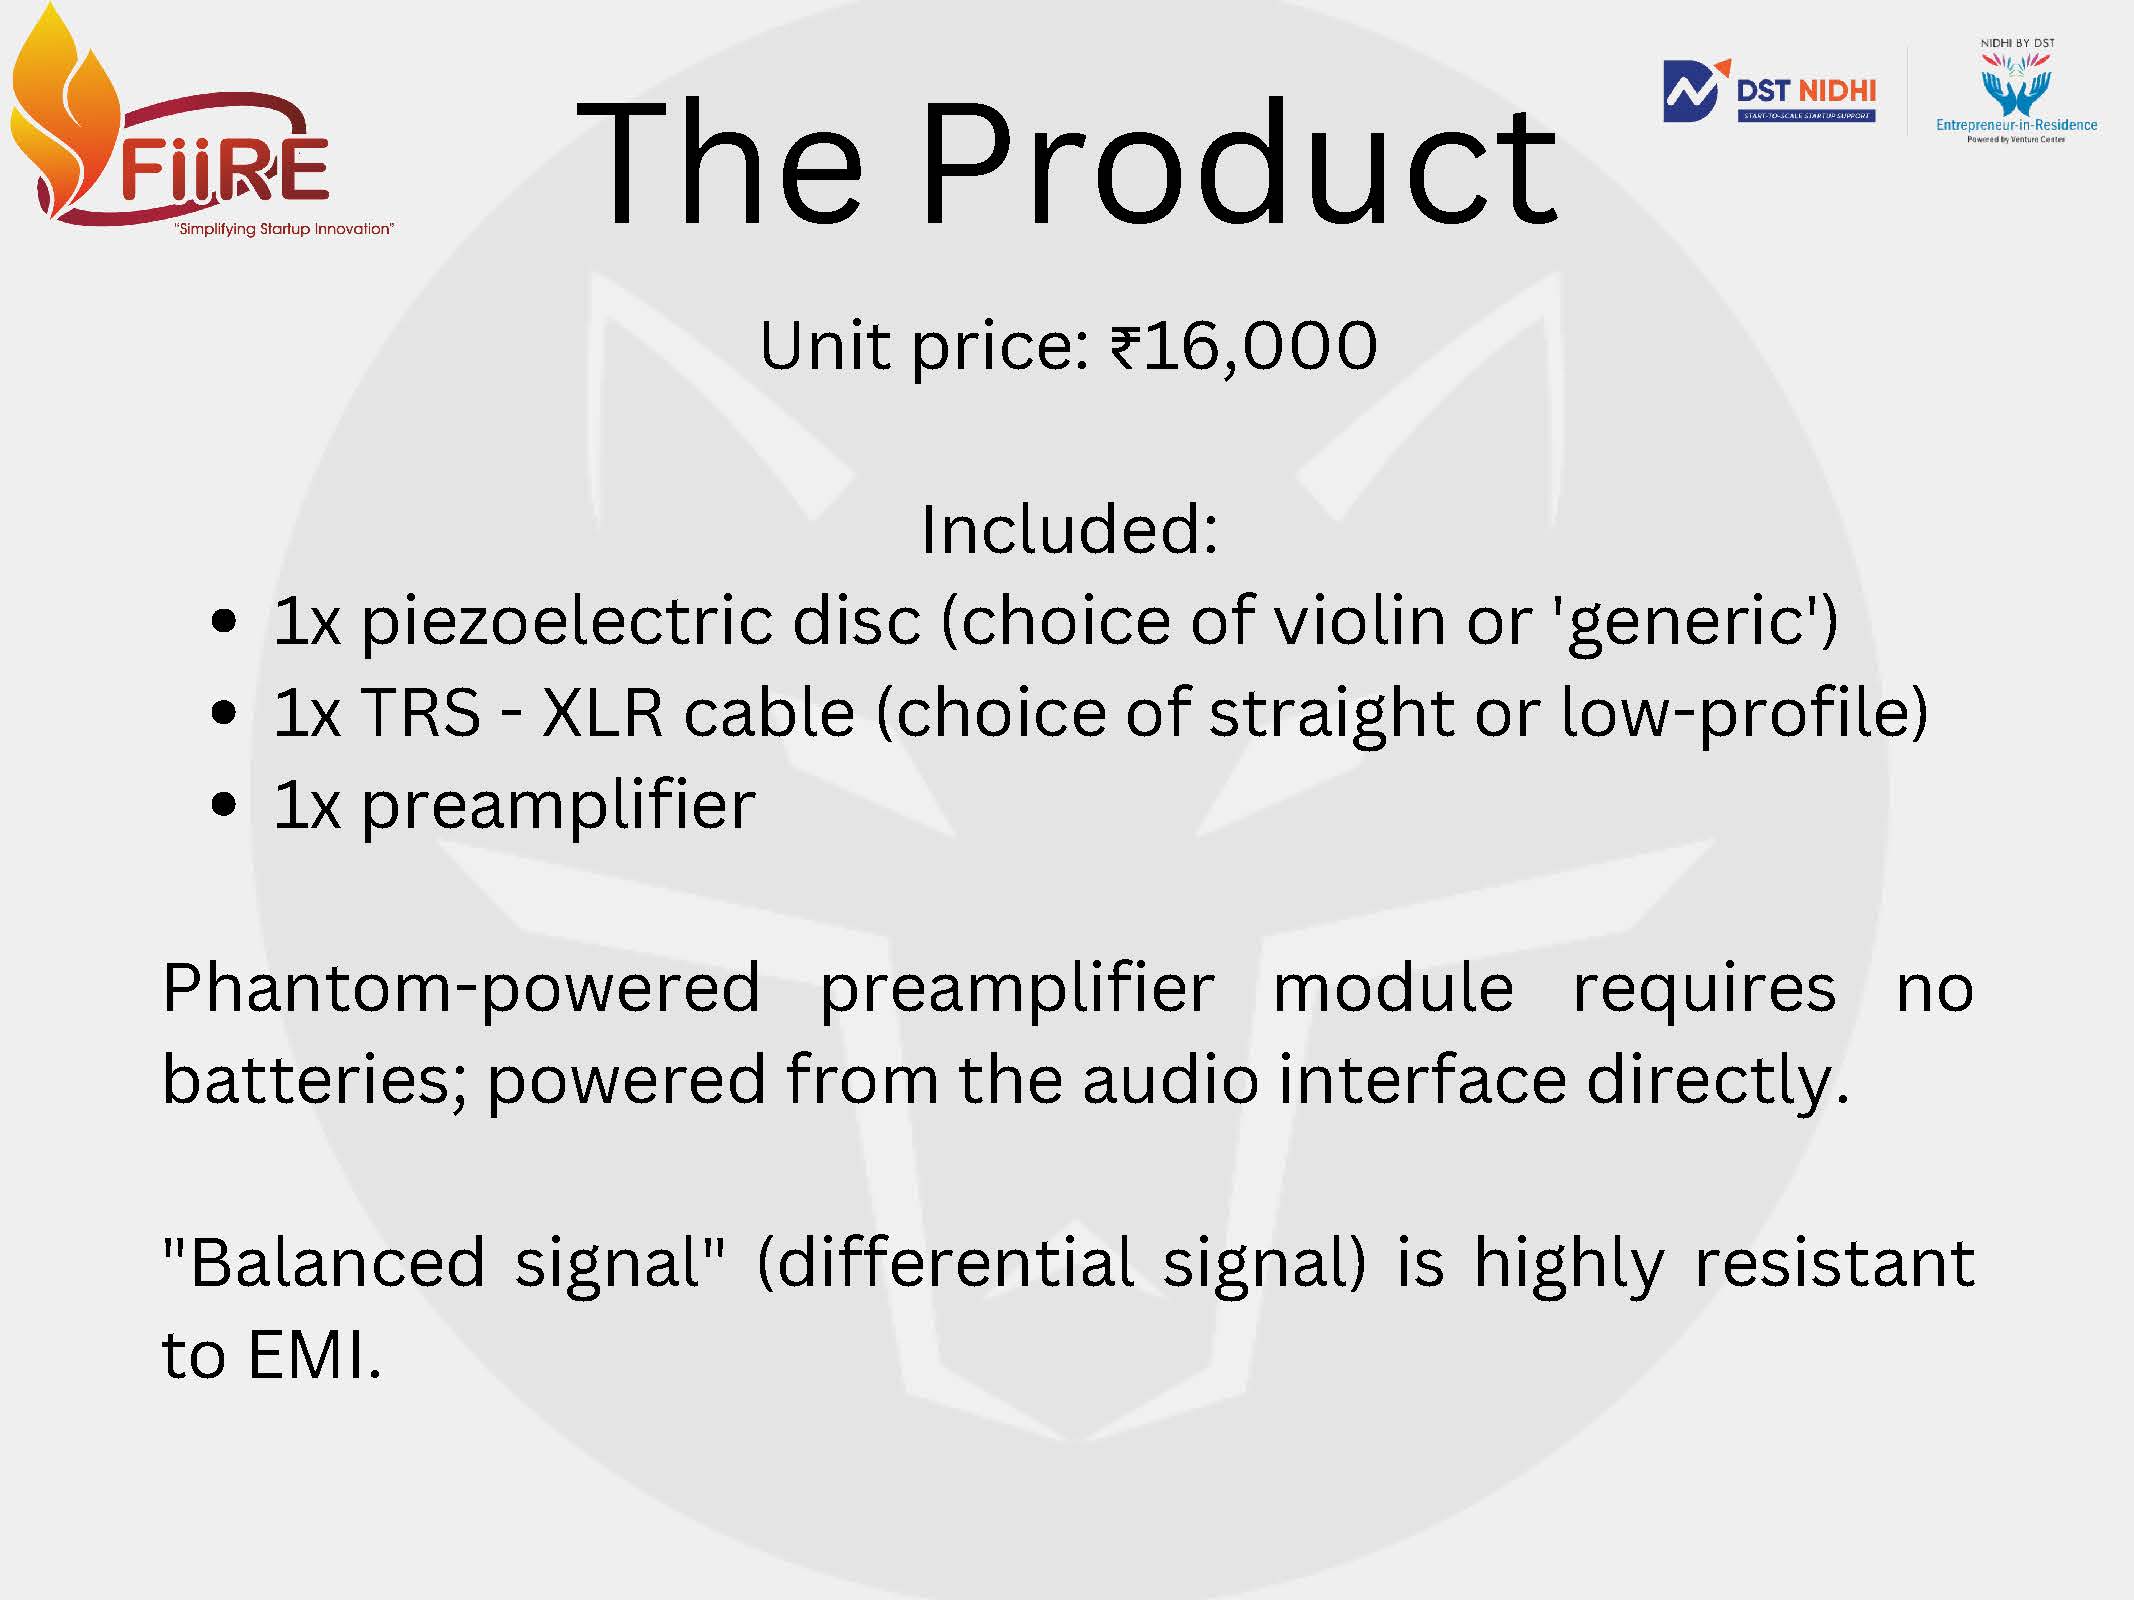 FiiRE
"Simplifying Startup Innovation"
The Product
DST NIDHI
START-TO-SCALE STARTUP SUPPORT
NIDHI BY DST
Entrepreneur-in-Residence
Powered by Venture Center
Unit price: ₹16,000
Included:
• 1x piezoelectric disc (choice of violin or 'generic')
• 1x TRS - XLR cable (choice of straight or low-profile)
• 1x preamplifier
Phantom-powered preamplifier module requires no
batteries; powered from the audio interface directly.
"Balanced signal" (differential signal) is highly resistant
to EMI.